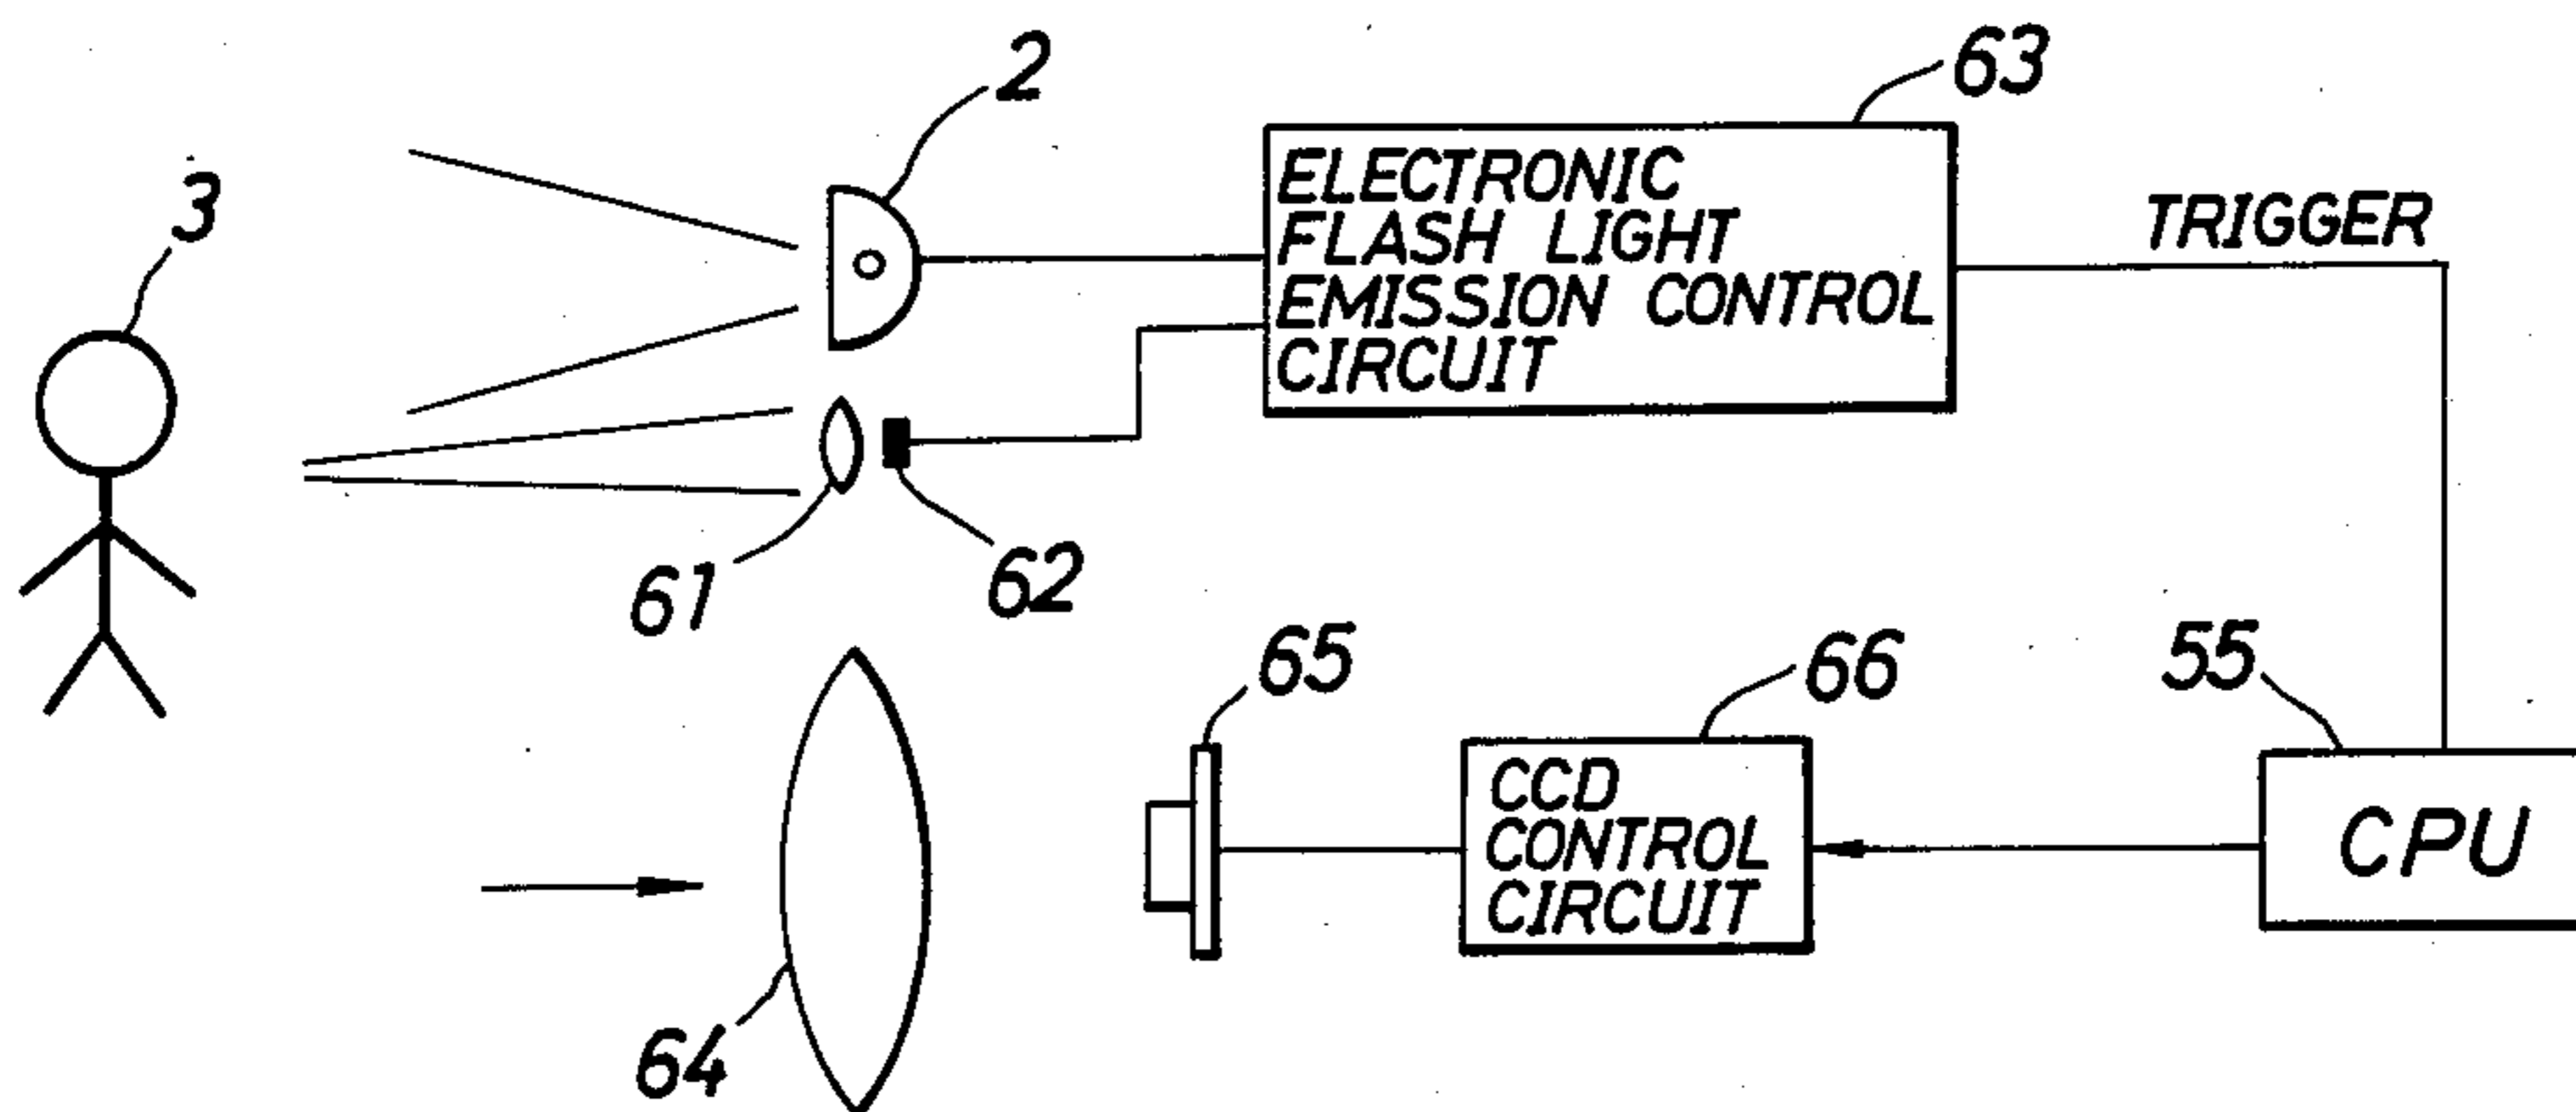 2
63
3
ELECTRONIC
FLASH LIGHT
EMISSION CONTROL
CIRCUIT
TRIGGER
61
62
65
66
55
CCD
CONTROL
CIRCUIT
CPU
64